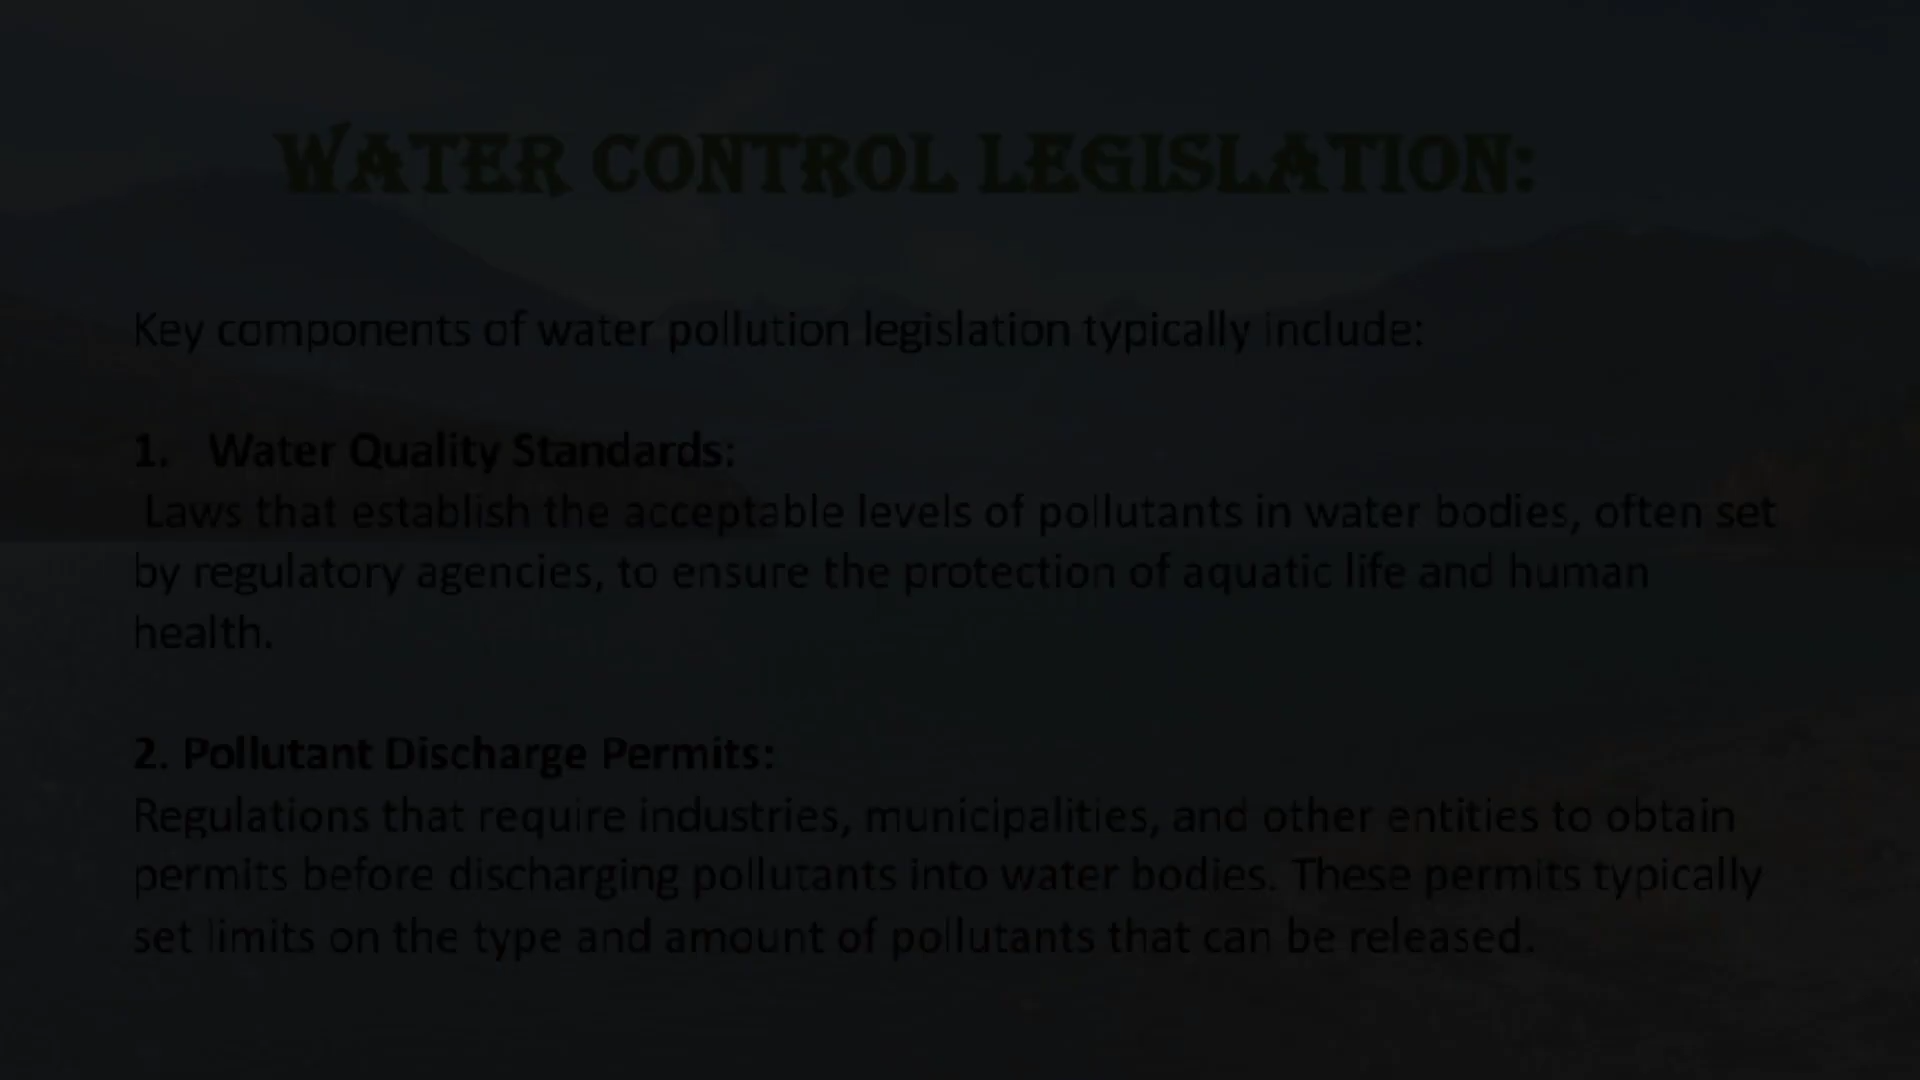 WATER CONTROL LEGISLATION:
Key components of water pollution legislation typically include:
1. Water Quality Standards:
Laws that establish the acceptable levels of pollutants in water bodies, often set
by regulatory agencies, to ensure the protection of aquatic life and human
health.
2. Pollutant Discharge Permits:
Regulations that require industries, municipalities, and other entities to obtain
permits before discharging pollutants into water bodies. These permits typically
set limits on the type and amount of pollutants that can be released.